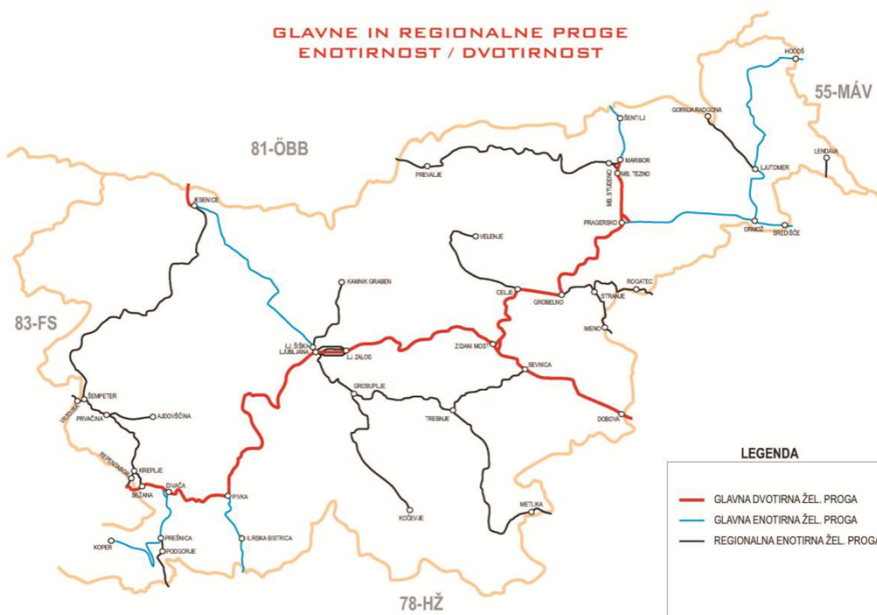 GLAVNE IN REGIONALNE PROGE
ENOTIRNOST / DVOTIRNOST
HODOŠ
55-MÁV
GORNJA RADGONA
ŠENTILJ
81-ÖBB
LENDAVA
MARIBOR
PREVALJE
MB. STUDENCI
MB. TEZNO
LJUTOMER
JESENICE
PRAGERSKO
ORMOŽ
SREDIŠČE
VELENJE
KAMNIK GRABEN
CELJE
GROBELNO
ROGATEC
STRANJE
83-FS
IMENO
LJ. ŠIŠKA
LJUBLJANA
LJ. ZALOG
ZIDANI MOST
SEVNICA
GROSUPLJE
ŠEMPETER
VRTOJBA
PRVAČINA
AJDOVŠČINA
TREBNJE
DOBOVA
REPENTABOR
KREPLJE
SEŽANA
DIVAČA
PIVKA
METLIKA
KOČEVJE
KOPER
PREŠNICA
PODGORJE
ILIRSKA BISTRICA
78-HŽ
LEGENDA
GLAVNA DVOTIRNA ŽEL. PROGA
GLAVNA ENOTIRNA ŽEL. PROGA
REGIONALNA ENOTIRNA ŽEL. PROGA